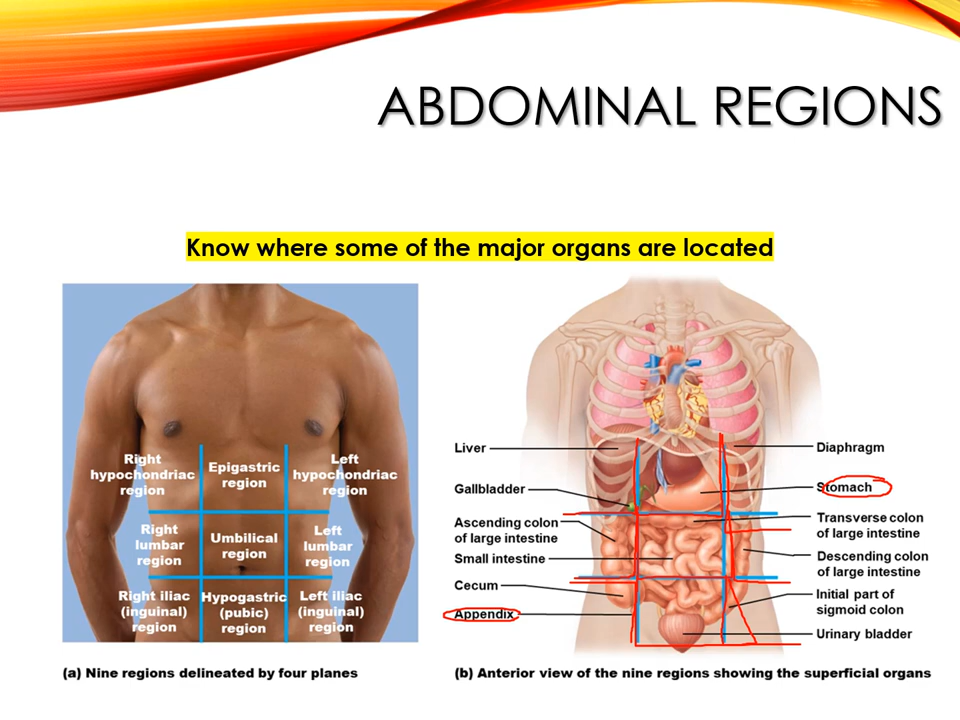 ABDOMINAL REGIONS
Know where some of the major organs are located
Right
hypochondriac
region
Epigastric
region
Left
hypochondriac
region
Right
lumbar
region
Umbilical
region
Left
lumbar
region
Right iliac
(inguinal)
region
Hypogastric
(pubic)
region
Left iliac
(inguinal)
region
(a) Nine regions delineated by four planes
Liver
Gallbladder
Ascending colon
of large intestine
Small intestine
Cecum
Appendix
Diaphragm
Stomach
Transverse colon
of large intestine
Descending colon
of large intestine
Initial part of
sigmoid colon
Urinary bladder
(b) Anterior view of the nine regions showing the superficial organs